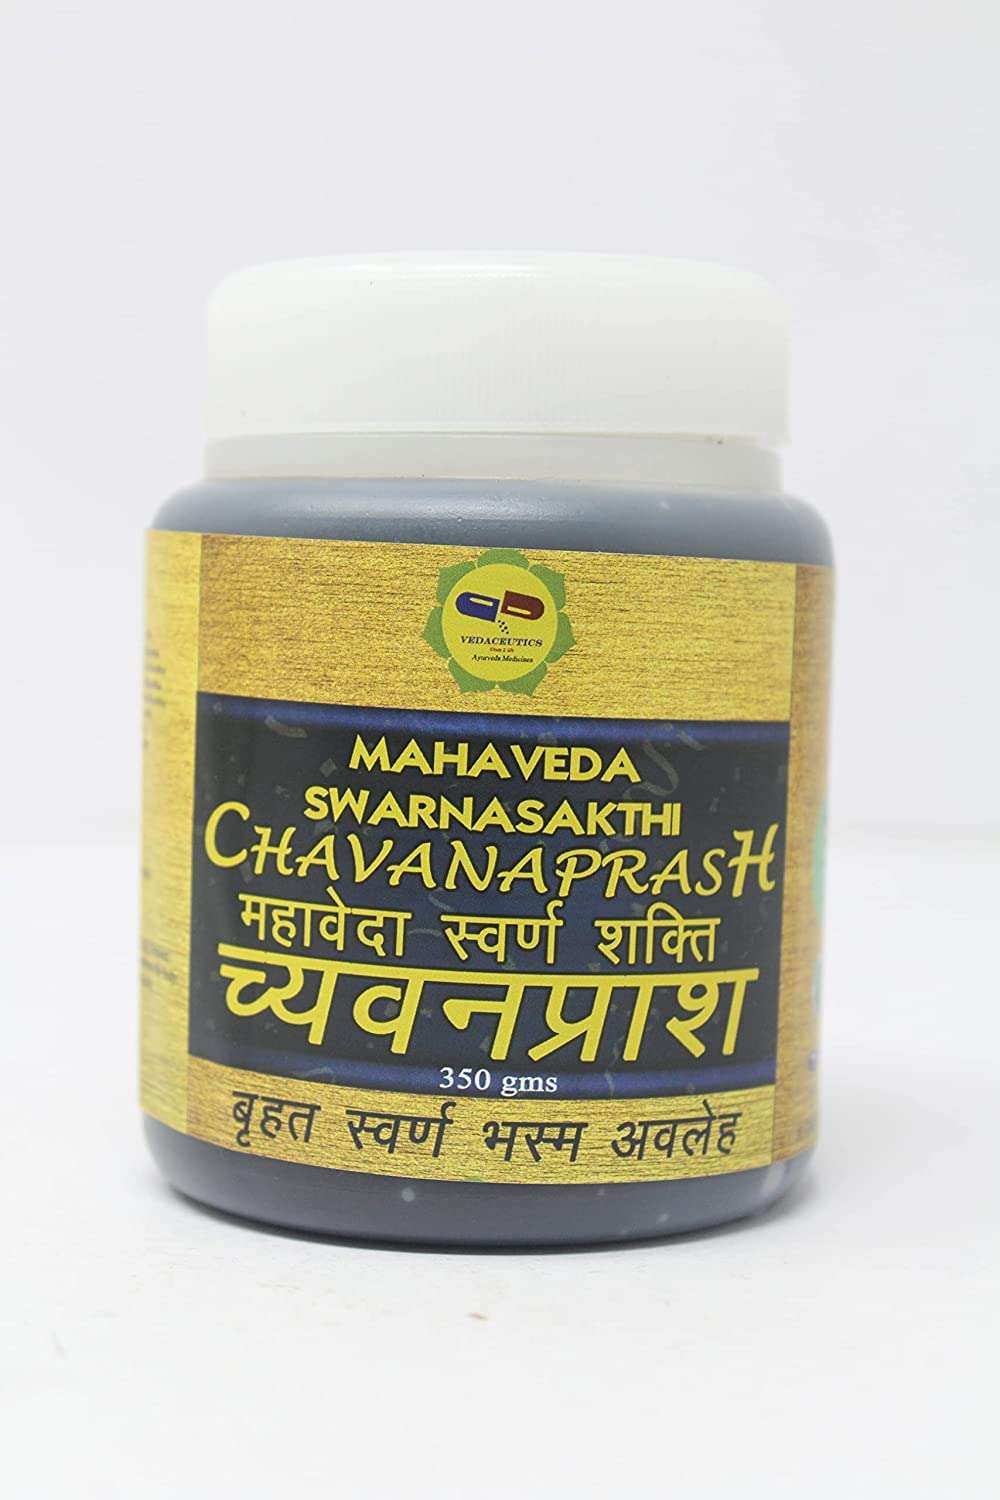 VEDACEUTICS
Ayurveda Medicines
MAHAVEDA
SWARNASAKTHI
CHAVANAPRASH
महावेदा स्वर्ण शक्ति
च्यवनप्राश
350 gms
बृहत स्वर्ण भस्म अवलेह